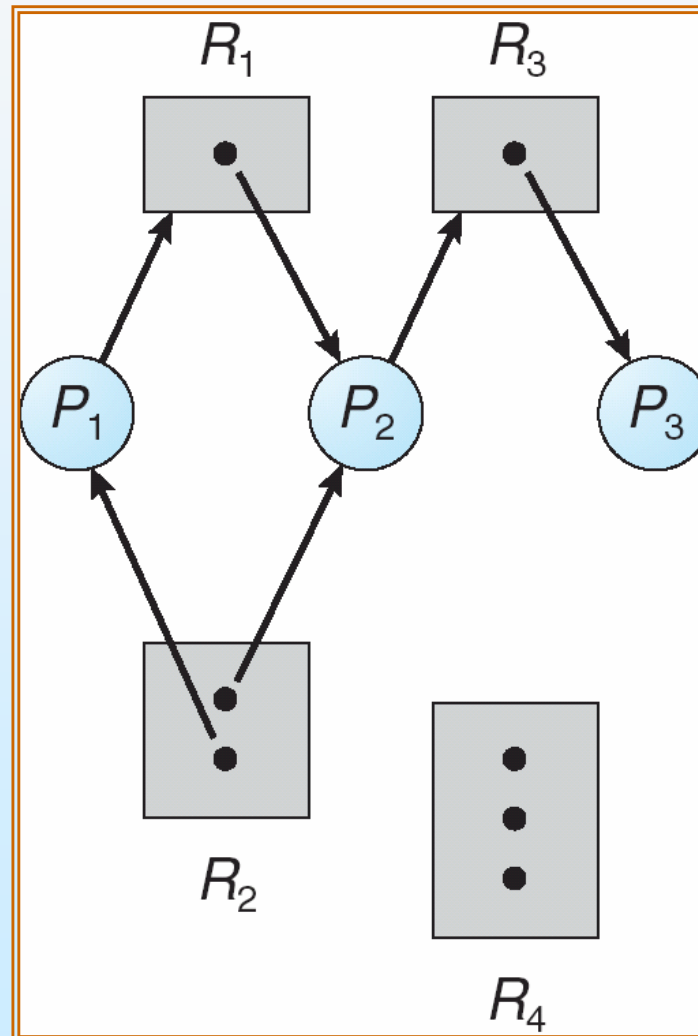 R₁ R₃
P₁ P₂ P₃
R₂
R₄